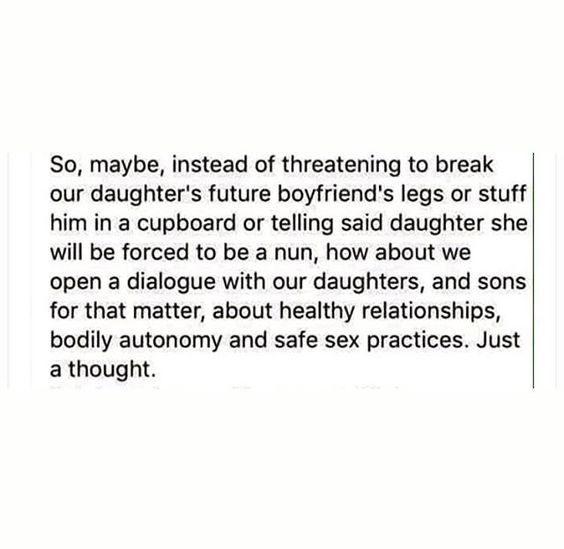 So, maybe, instead of threatening to break
our daughter's future boyfriend's legs or stuff
him in a cupboard or telling said daughter she
will be forced to be a nun, how about we
open a dialogue with our daughters, and sons
for that matter, about healthy relationships,
bodily autonomy and safe sex practices. Just
a thought.